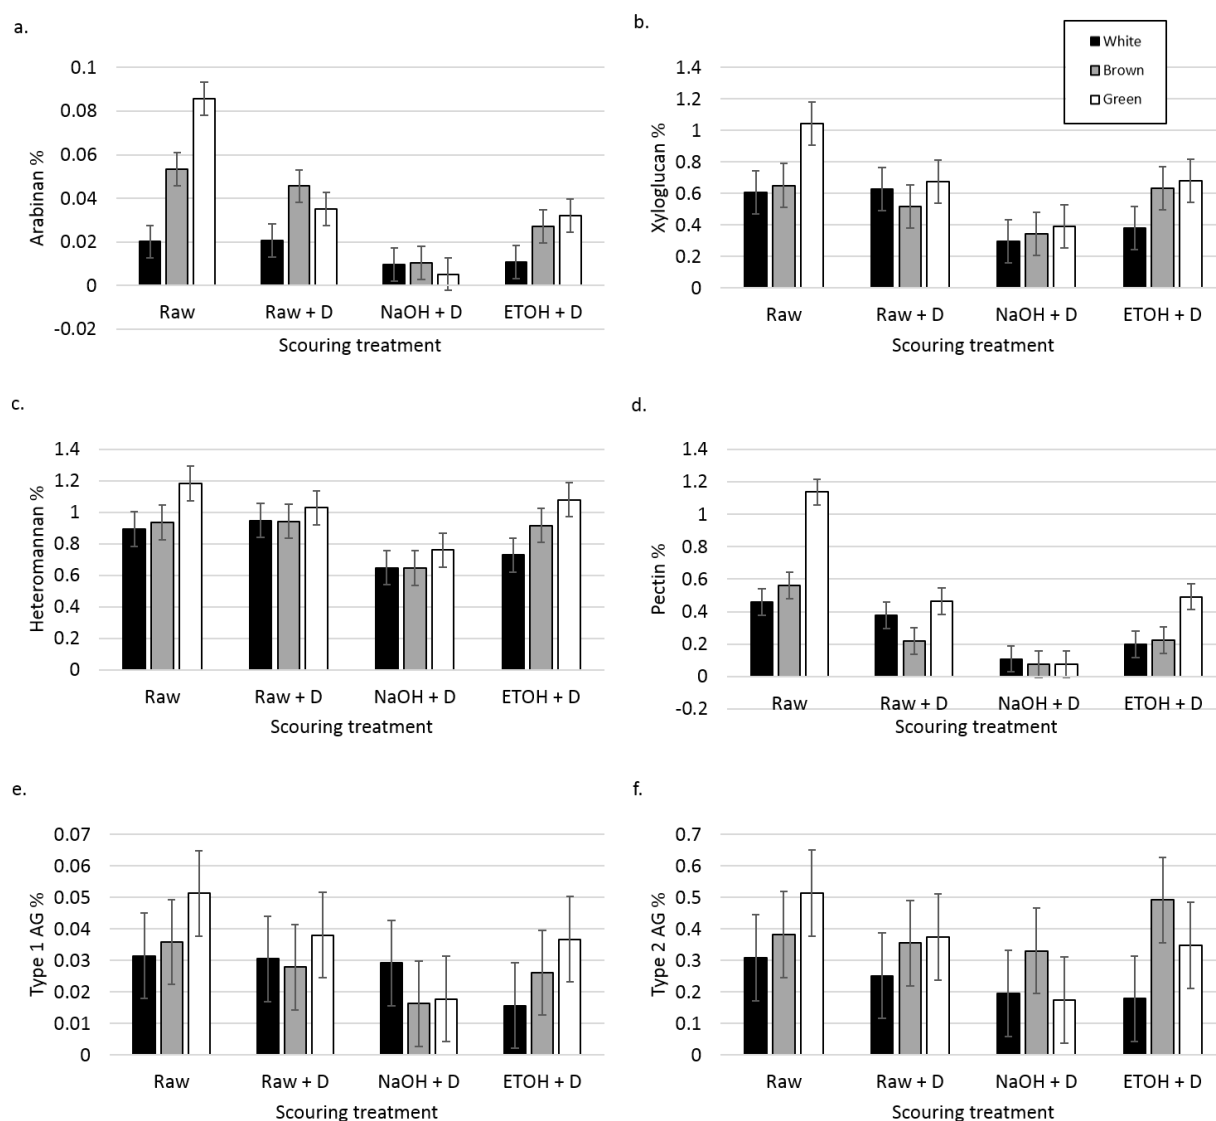 a.
0.1
0.08
0.06
0.04
0.02
0
-0.02
Arabinan %
Raw
Raw + D
NaOH + D
ETOH + D
Scouring treatment
b.
White
Brown
Green
1.4
1.2
1
0.8
0.6
0.4
0.2
0
Xyloglucan %
Raw
Raw + D
NaOH + D
ETOH + D
Scouring treatment
c.
1.4
1.2
1
0.8
0.6
0.4
0.2
0
Heteromannan %
Raw
Raw + D
NaOH + D
ETOH + D
Scouring treatment
d.
1.4
1.2
1
0.8
0.6
0.4
0.2
0
-0.2
Pectin %
Raw
Raw + D
NaOH + D
ETOH + D
Scouring treatment
e.
0.07
0.06
0.05
0.04
0.03
0.02
0.01
0
Type 1 AG %
Raw
Raw + D
NaOH + D
ETOH + D
Scouring treatment
f.
0.7
0.6
0.5
0.4
0.3
0.2
0.1
0
Type 2 AG %
Raw
Raw + D
NaOH + D
ETOH + D
Scouring treatment